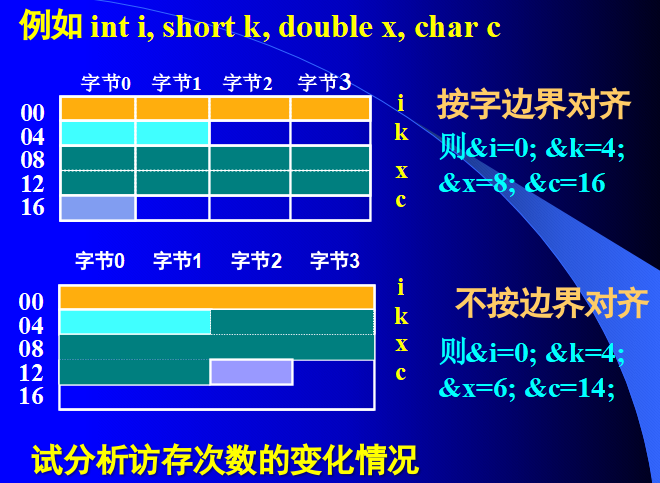 例如 int i, short k, double x, char c
字节0 字节1 字节2 字节3
00
04
08
12
16
i
k
x
c
按字边界对齐
则&i=0; &k=4;
&x=8; &c=16
字节0 字节1 字节2 字节3
00
04
08
12
16
i
k
x
c
不按边界对齐
则&i=0; &k=4;
&x=6; &c=14;
试分析访存次数的变化情况